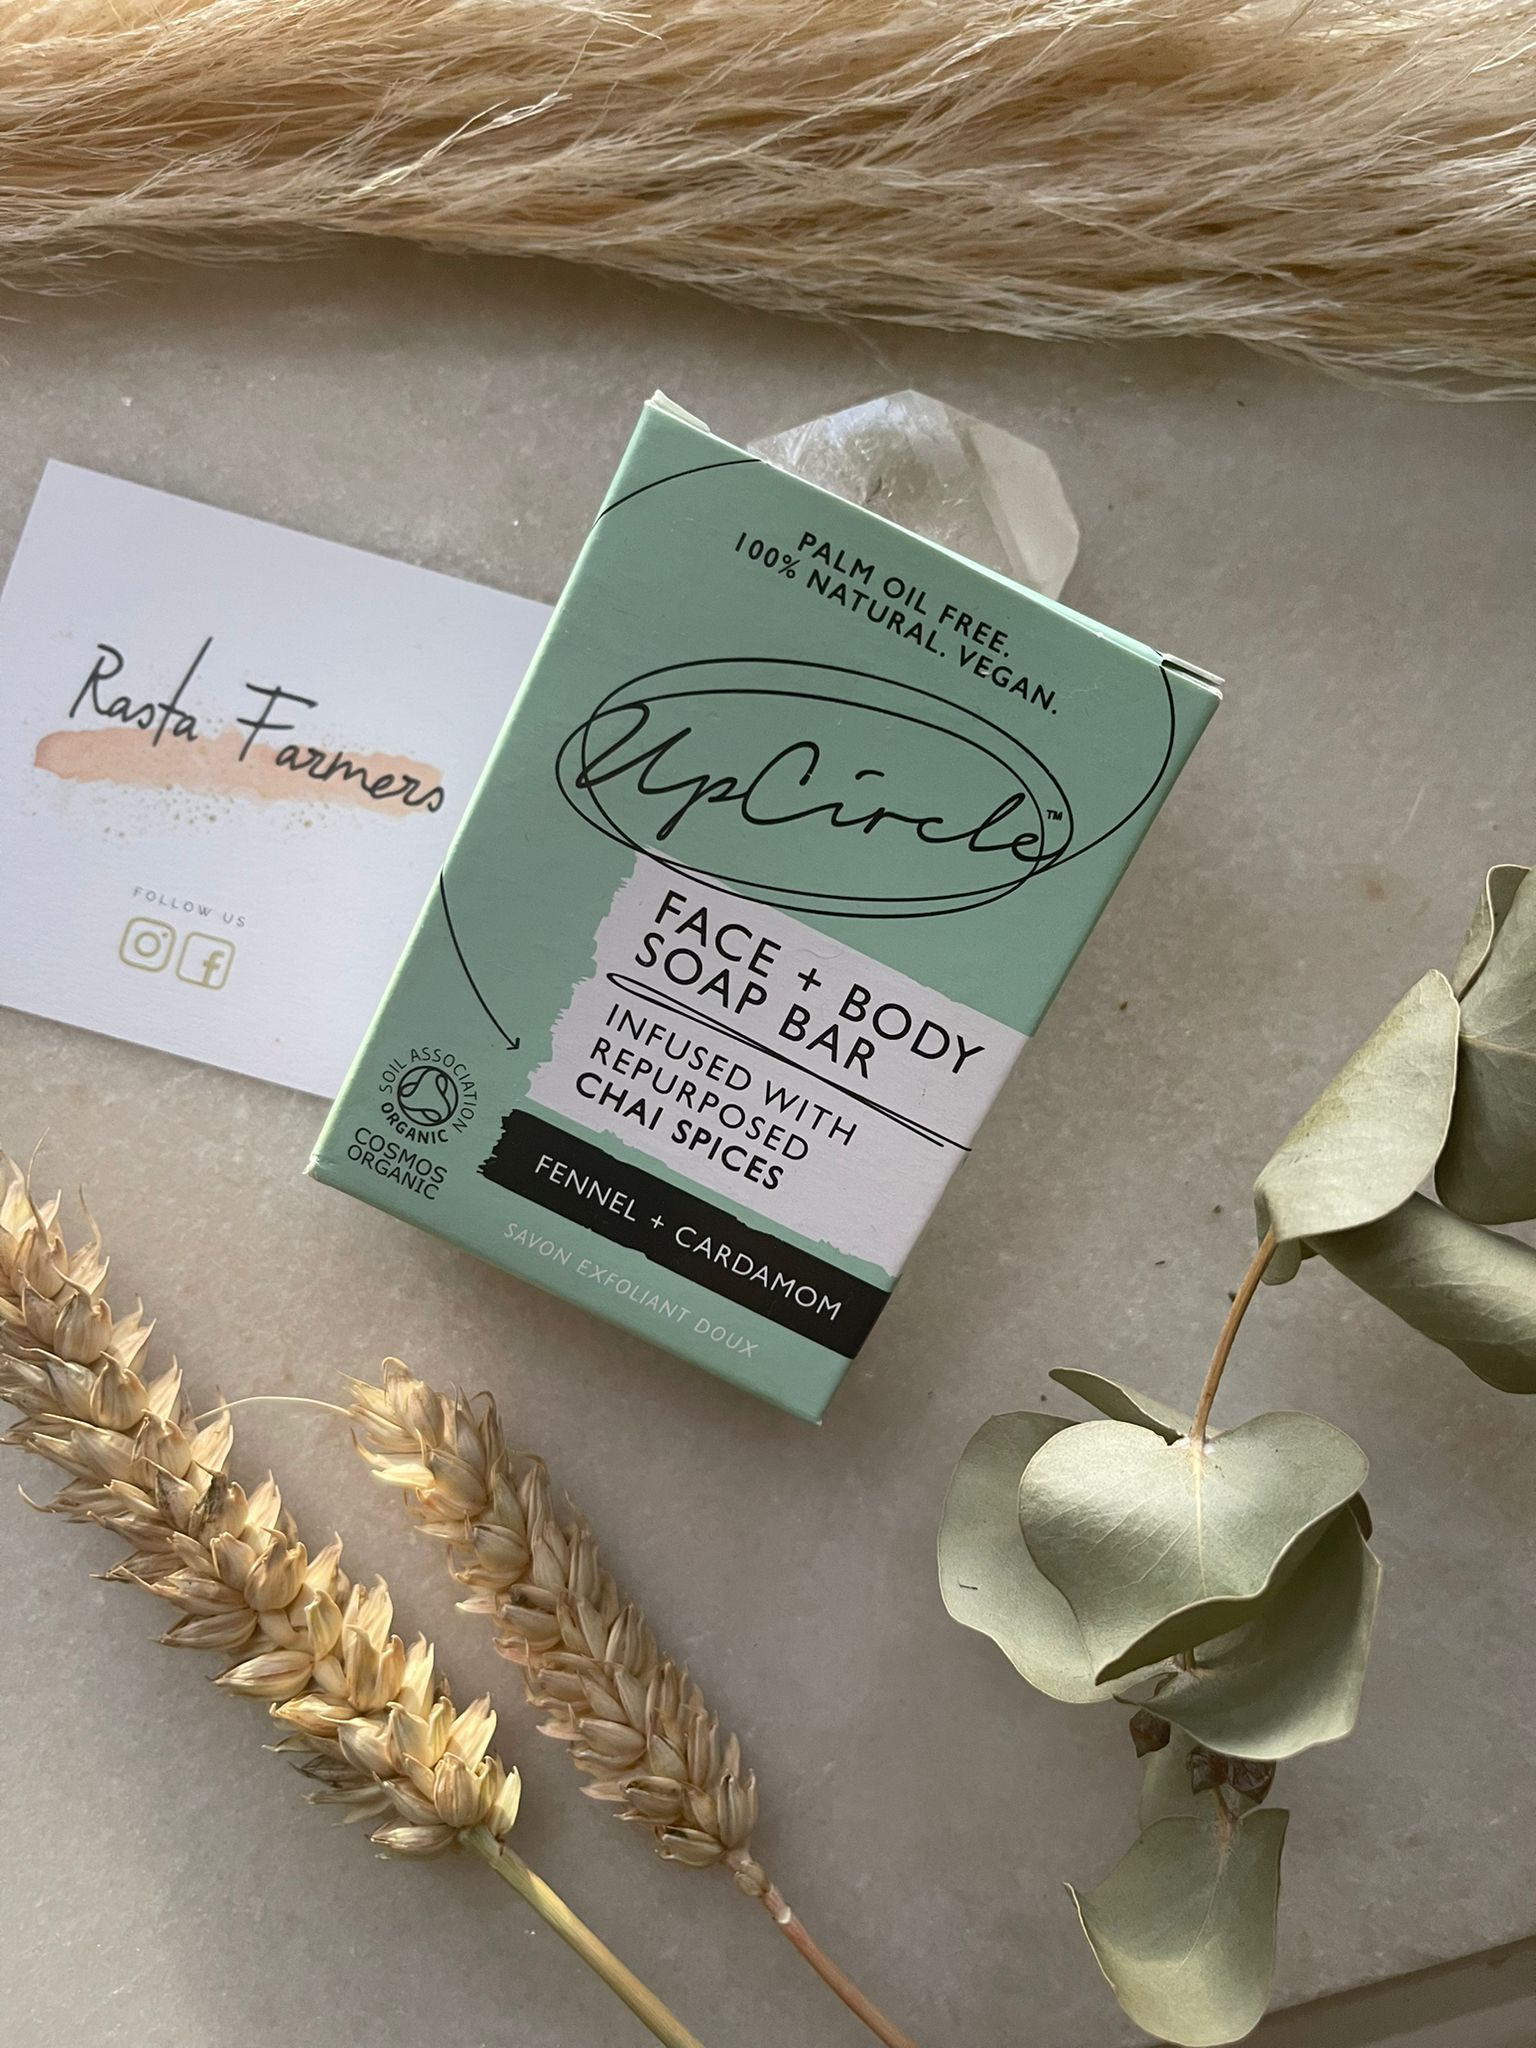 Rasta Farmers
FOLLOW US
PALM OIL FREE.
100% NATURAL. VEGAN.
UpCircle™
FACE + BODY
SOAP BAR
INFUSED WITH
REPURPOSED
CHAI SPICES
FENNEL + CARDAMOM
SAVON EXFOLIANT DOUX
SOIL ASSOCIATION
ORGANIC
COSMOS
ORGANIC